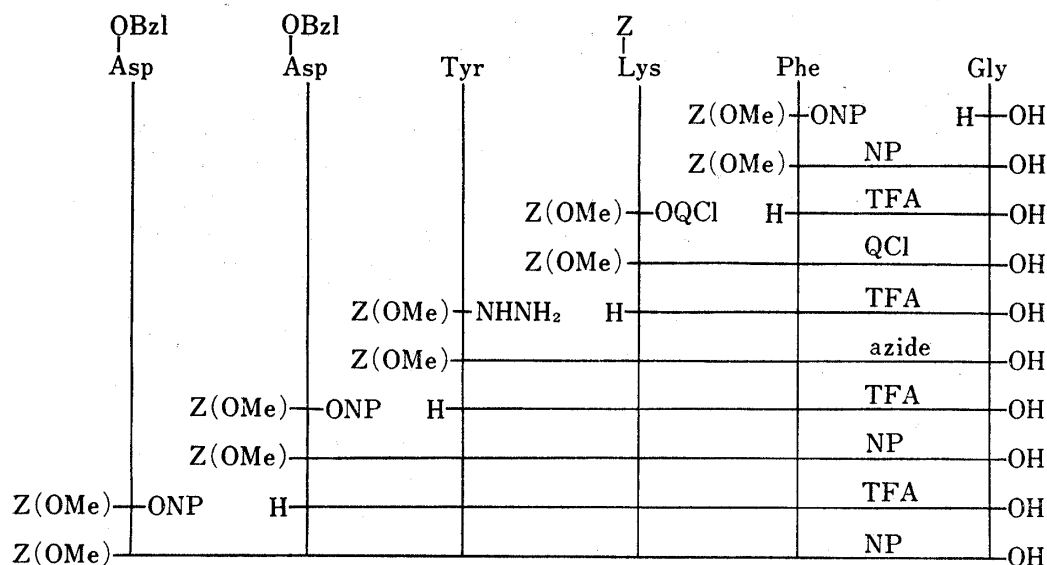 OBzl OBzl Z
Asp Asp Tyr Lys Phe Gly
Z(OMe) ONP H OH
Z(OMe) NP OH
Z(OMe) OQCl H TFA OH
Z(OMe) QCl OH
Z(OMe) NHNH₂ H TFA OH
Z(OMe) azide OH
Z(OMe) ONP H TFA OH
Z(OMe) NP OH
Z(OMe) ONP H TFA OH
Z(OMe) NP OH